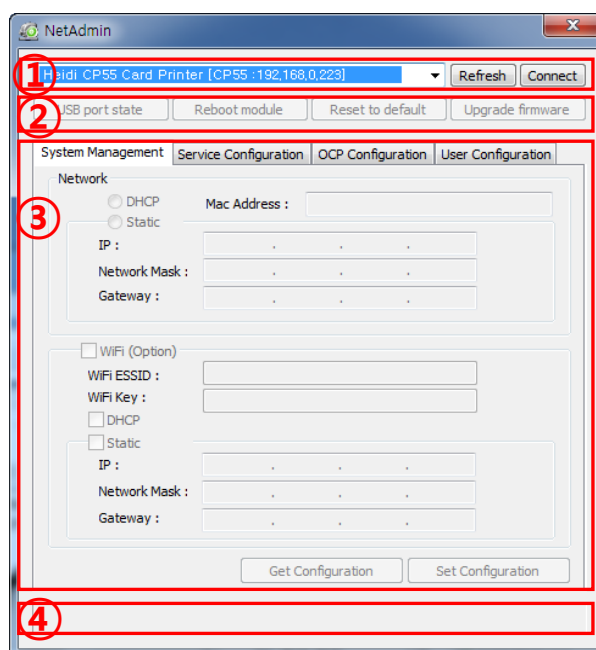 NetAdmin
① Heidi CP55 Card Printer [CP55 :192,168,0,223] Refresh Connect
② USB port state Reboot module Reset to default Upgrade firmware
System Management Service Configuration OCP Configuration User Configuration
Network
③ DHCP Mac Address :
Static
IP : . . .
Network Mask : . . .
Gateway : . . .
WiFi (Option)
WiFi ESSID :
WiFi Key :
DHCP
Static
IP : . . .
Network Mask : . . .
Gateway : . . .
Get Configuration Set Configuration
④